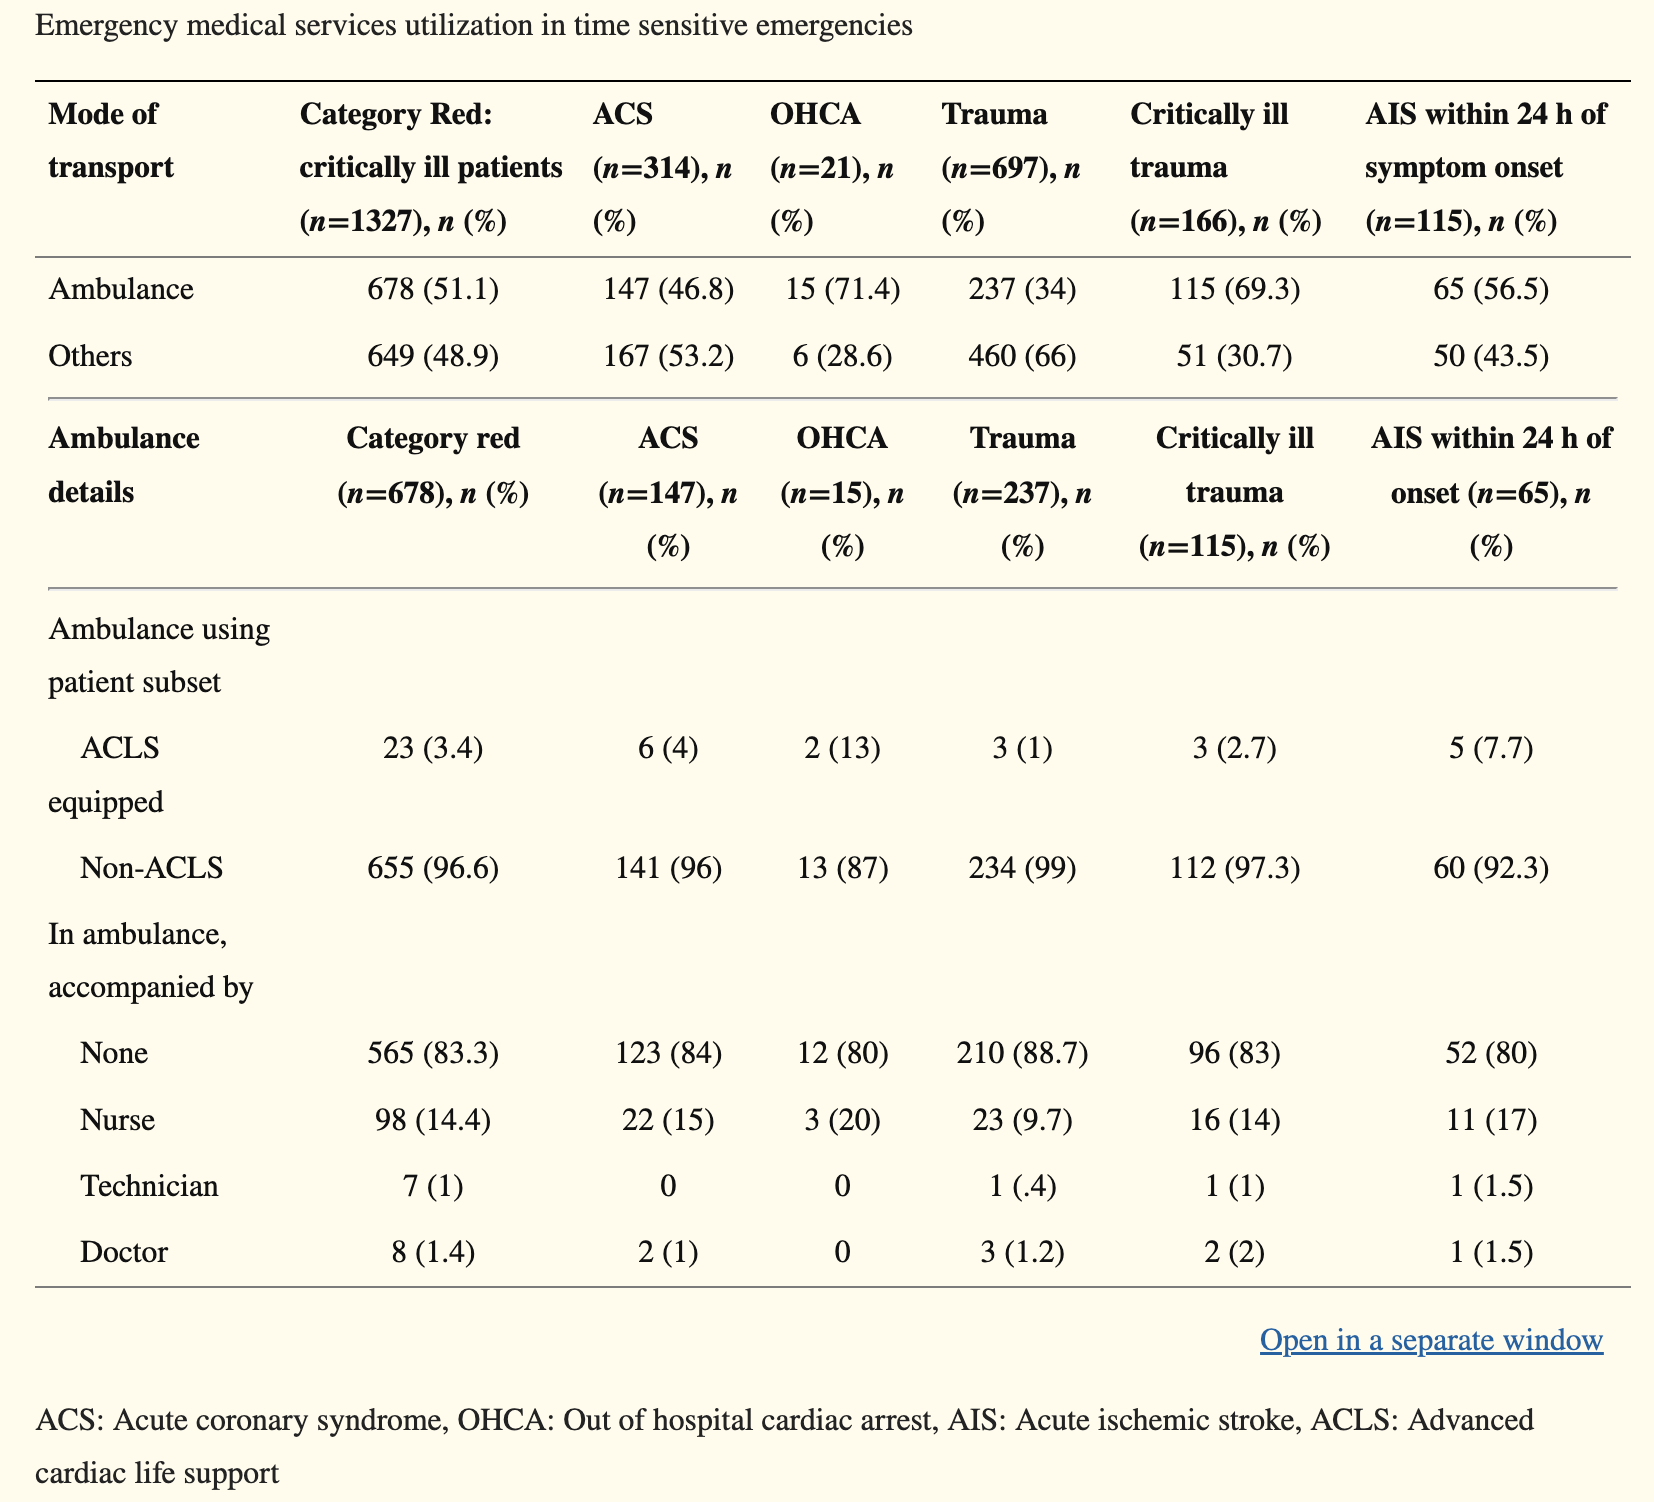 Emergency medical services utilization in time sensitive emergencies
Mode of transport | Category Red: critically ill patients (n=1327), n (%) | ACS (n=314), n (%) | OHCA (n=21), n (%) | Trauma (n=697), n (%) | Critically ill trauma (n=166), n (%) | AIS within 24 h of symptom onset (n=115), n (%)
Ambulance 678 (51.1) 147 (46.8) 15 (71.4) 237 (34) 115 (69.3) 65 (56.5)
Others 649 (48.9) 167 (53.2) 6 (28.6) 460 (66) 51 (30.7) 50 (43.5)
Ambulance details | Category red (n=678), n (%) | ACS (n=147), n (%) | OHCA (n=15), n (%) | Trauma (n=237), n (%) | Critically ill trauma (n=115), n (%) | AIS within 24 h of onset (n=65), n (%)
Ambulance using
patient subset
ACLS 23 (3.4) 6 (4) 2 (13) 3 (1) 3 (2.7) 5 (7.7)
equipped
Non-ACLS 655 (96.6) 141 (96) 13 (87) 234 (99) 112 (97.3) 60 (92.3)
In ambulance,
accompanied by
None 565 (83.3) 123 (84) 12 (80) 210 (88.7) 96 (83) 52 (80)
Nurse 98 (14.4) 22 (15) 3 (20) 23 (9.7) 16 (14) 11 (17)
Technician 7 (1) 0 0 1 (.4) 1 (1) 1 (1.5)
Doctor 8 (1.4) 2 (1) 0 3 (1.2) 2 (2) 1 (1.5)
Open in a separate window
ACS: Acute coronary syndrome, OHCA: Out of hospital cardiac arrest, AIS: Acute ischemic stroke, ACLS: Advanced
cardiac life support